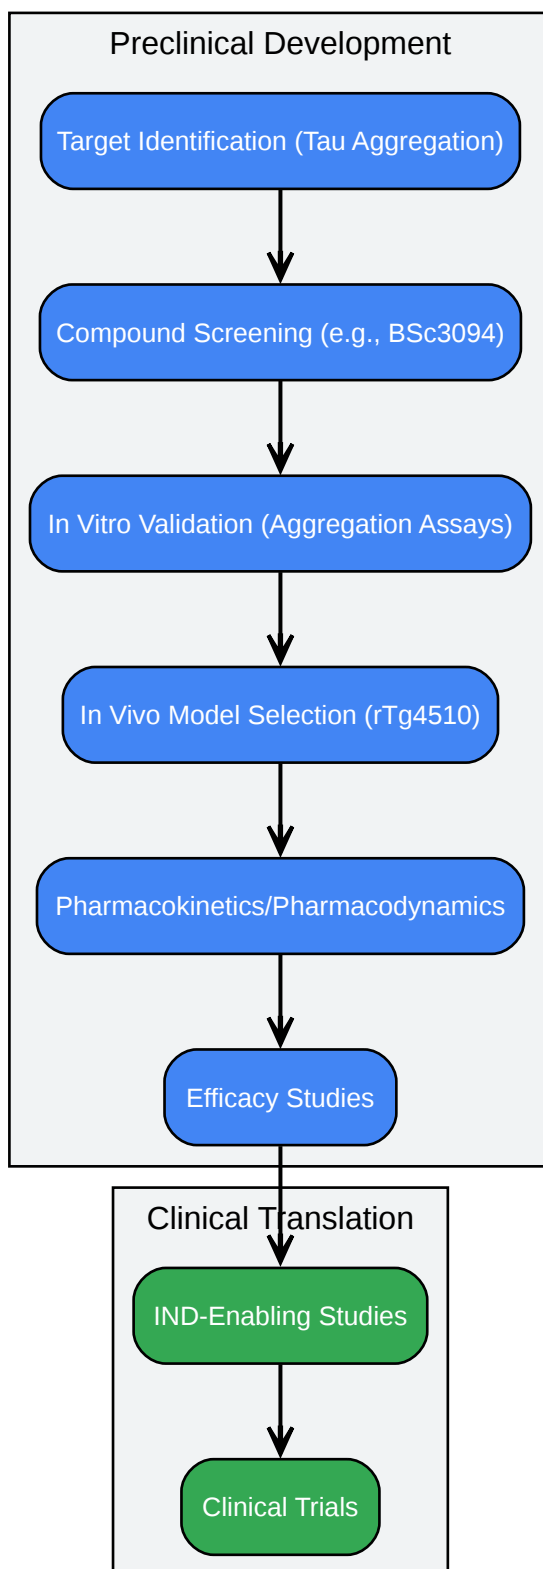 Preclinical Development
Target Identification (Tau Aggregation)
Compound Screening (e.g., BSc3094)
In Vitro Validation (Aggregation Assays)
In Vivo Model Selection (rTg4510)
Pharmacokinetics/Pharmacodynamics
Efficacy Studies
Clinical Translation
IND-Enabling Studies
Clinical Trials